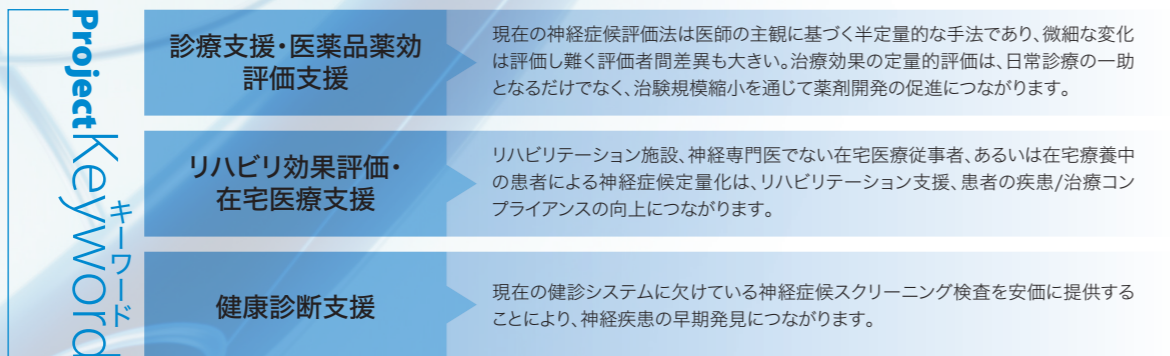 Project Keyword
キーワード
診療支援・医薬品薬効
評価支援
現在の神経症候評価法は医師の主観に基づく半定量的な手法であり、微細な変化
は評価し難く評価者間差異も大きい。治療効果の定量的評価は、日常診療の一助
となるだけでなく、治験規模縮小を通じて薬剤開発の促進につながります。
リハビリ効果評価・
在宅医療支援
リハビリテーション施設、神経専門医でない在宅医療従事者、あるいは在宅療養中
の患者による神経症候定量化は、リハビリテーション支援、患者の疾患/治療コン
プライアンスの向上につながります。
健康診断支援
現在の健診システムに欠けている神経症候スクリーニング検査を安価に提供する
ことにより、神経疾患の早期発見につながります。